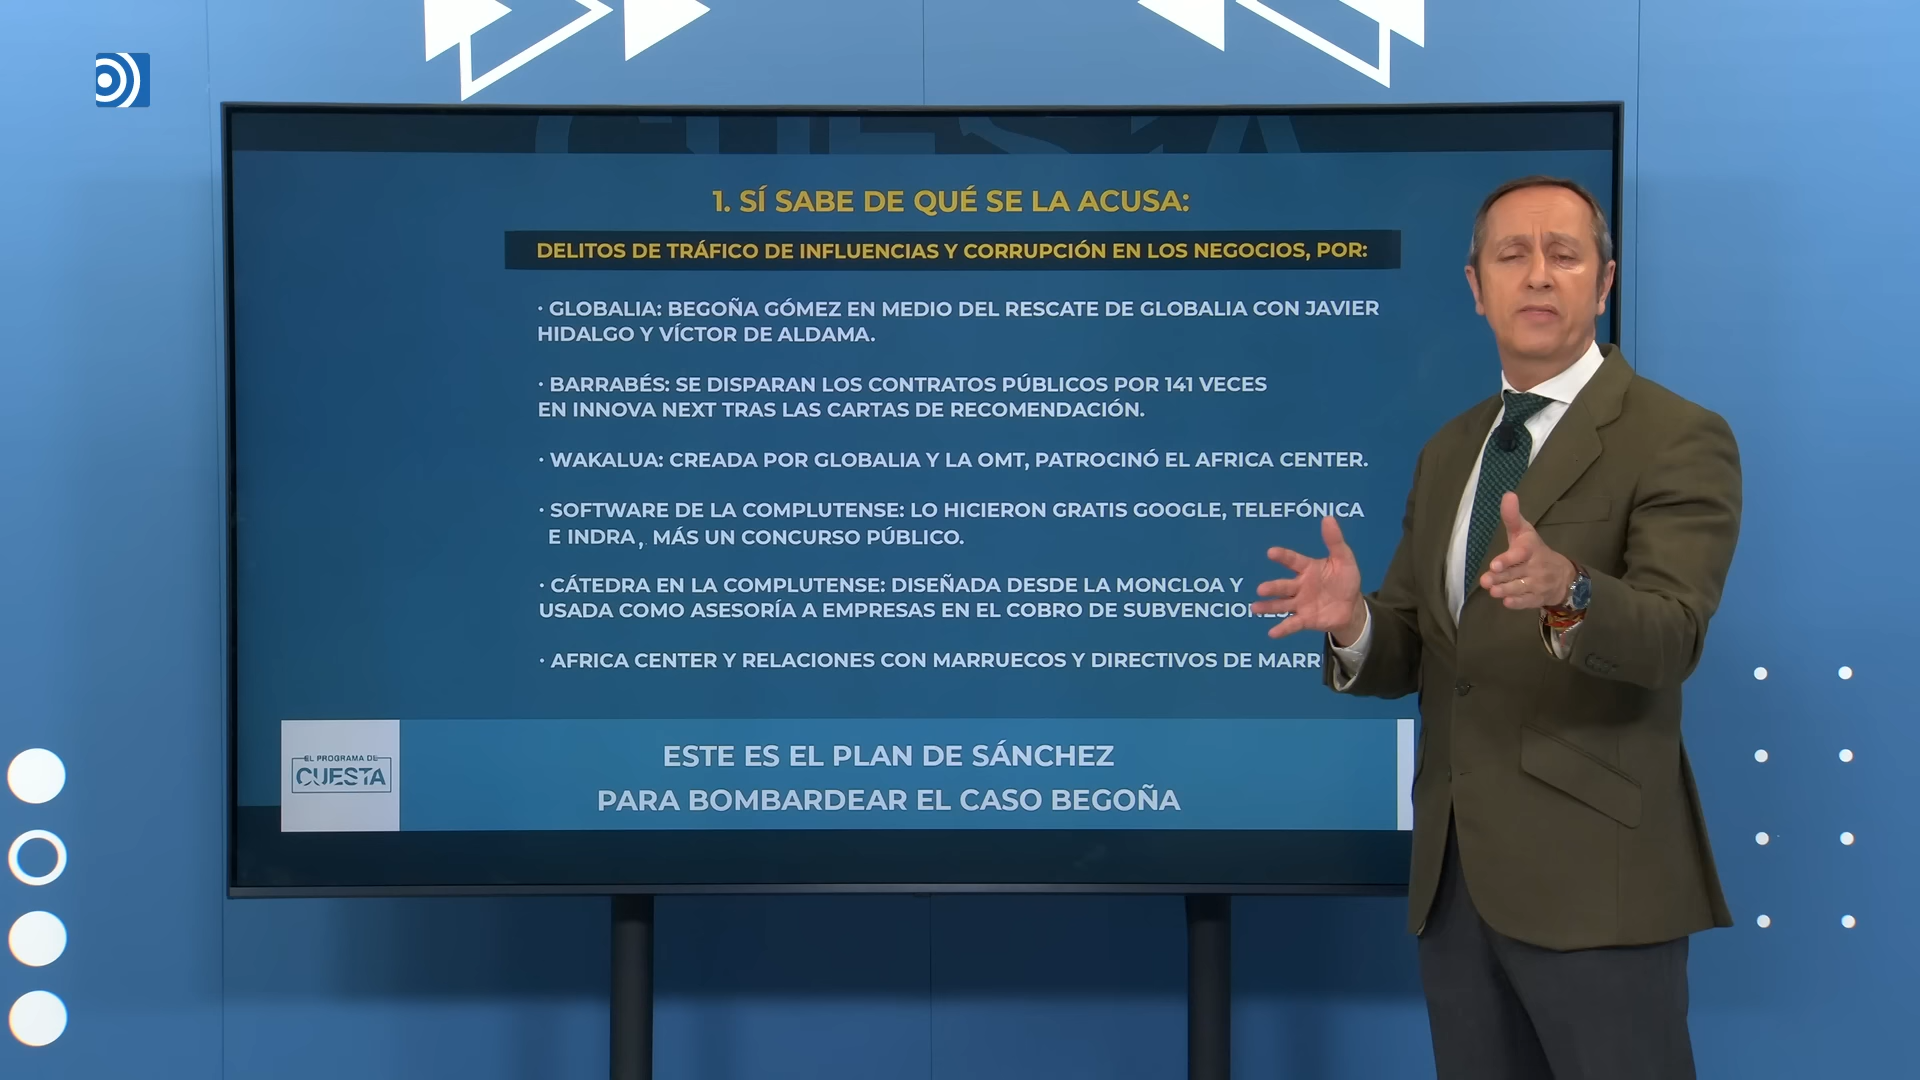 CUESTA
1. SÍ SABE DE QUÉ SE LA ACUSA:
DELITOS DE TRÁFICO DE INFLUENCIAS Y CORRUPCIÓN EN LOS NEGOCIOS, POR:
· GLOBALIA: BEGOÑA GÓMEZ EN MEDIO DEL RESCATE DE GLOBALIA CON JAVIER
HIDALGO Y VÍCTOR DE ALDAMA.
· BARRABÉS: SE DISPARAN LOS CONTRATOS PÚBLICOS POR 141 VECES
EN INNOVA NEXT TRAS LAS CARTAS DE RECOMENDACIÓN.
· WAKALUA: CREADA POR GLOBALIA Y LA OMT, PATROCINÓ EL AFRICA CENTER.
· SOFTWARE DE LA COMPLUTENSE: LO HICIERON GRATIS GOOGLE, TELEFÓNICA
E INDRA, MÁS UN CONCURSO PÚBLICO.
· CÁTEDRA EN LA COMPLUTENSE: DISEÑADA DESDE LA MONCLOA Y
USADA COMO ASESORÍA A EMPRESAS EN EL COBRO DE SUBVENCIONES.
· AFRICA CENTER Y RELACIONES CON MARRUECOS Y DIRECTIVOS DE MARR
EL PROGRAMA DE
CUESTA
ESTE ES EL PLAN DE SÁNCHEZ
PARA BOMBARDEAR EL CASO BEGOÑA